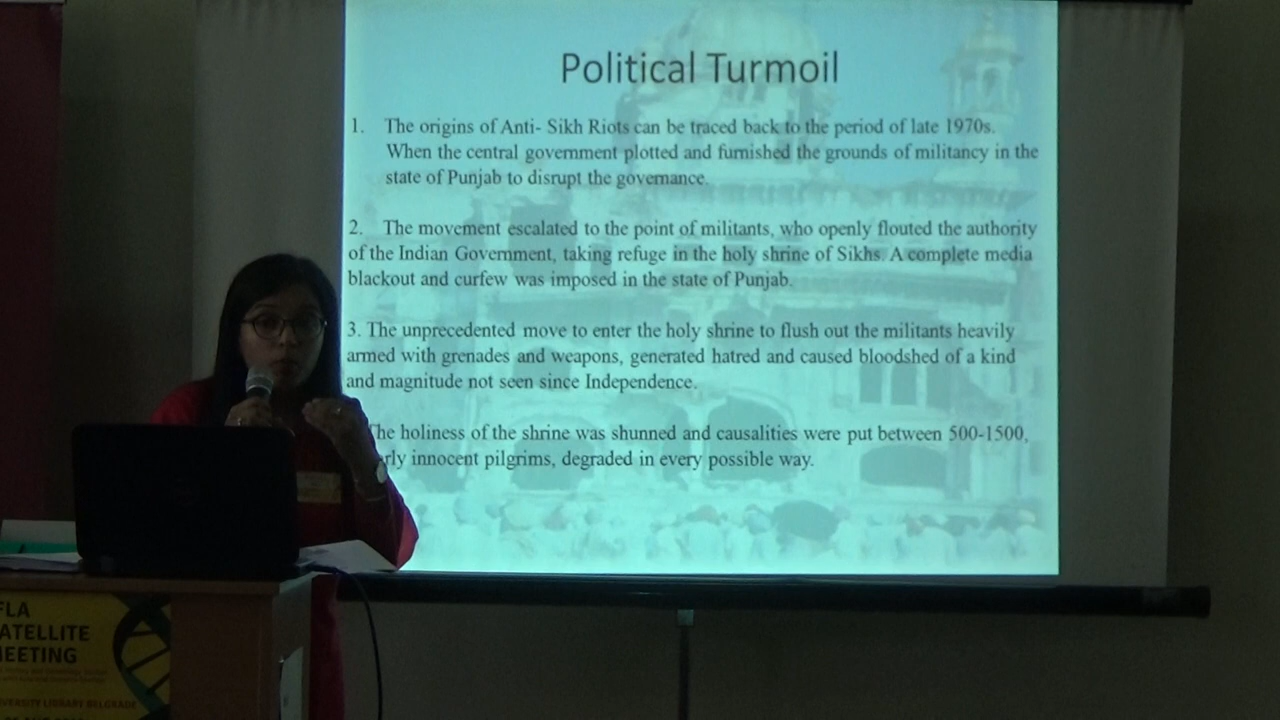 Political Turmoil
1. The origins of Anti- Sikh Riots can be traced back to the period of late 1970s.
When the central government plotted and furnished the grounds of militancy in the
state of Punjab to disrupt the governance.
2. The movement escalated to the point of militants, who openly flouted the authority
of the Indian Government, taking refuge in the holy shrine of Sikhs. A complete media
blackout and curfew was imposed in the state of Punjab.
3. The unprecedented move to enter the holy shrine to flush out the militants heavily
armed with grenades and weapons, generated hatred and caused bloodshed of a kind
and magnitude not seen since Independence.
he holiness of the shrine was shunned and causalities were put between 500-1500,
rly innocent pilgrims, degraded in every possible way.
FLA
ATELLITE
EETING
VERSITY LIBRARY BELGRADE